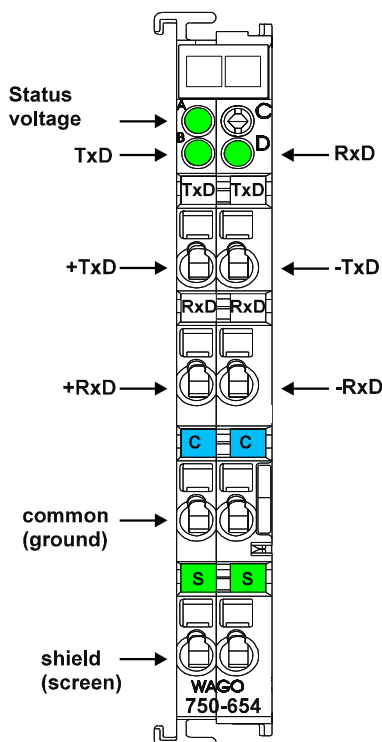 A
C
Status
voltage
B
D
TxD
RxD
TxD TxD
+TxD
-TxD
RxD RxD
+RxD
-RxD
C C
common
(ground)
S S
shield
(screen)
WAGO
750-654